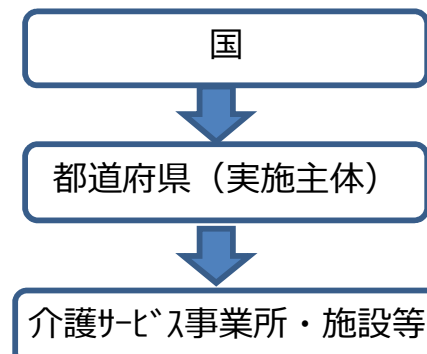 国
都道府県（実施主体）
介護ｻｰﾋﾞｽ事業所・施設等